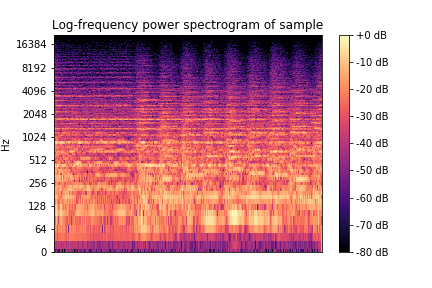 Log-frequency power spectrogram of sample
16384
8192
4096
2048
1024
512
256
128
64
0
Hz
+0 dB
-10 dB
-20 dB
-30 dB
-40 dB
-50 dB
-60 dB
-70 dB
-80 dB